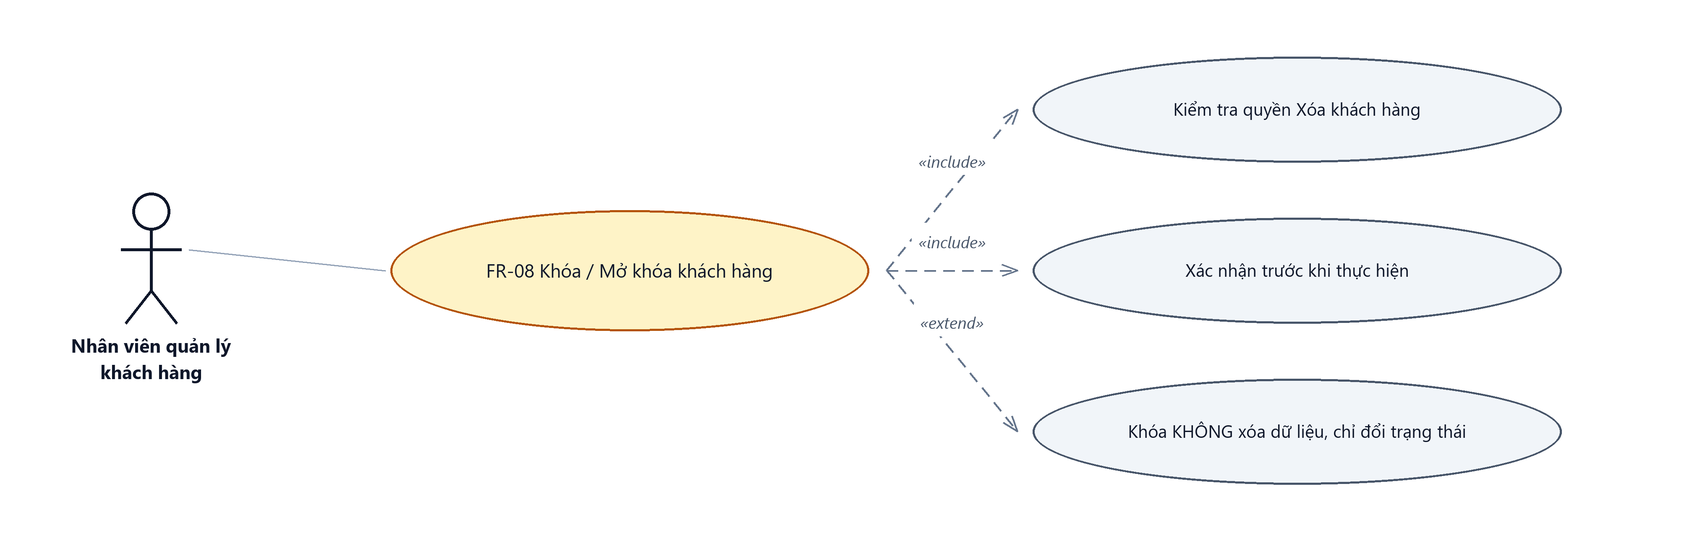 Kiểm tra quyền Xóa khách hàng
«include»
«include»
Xác nhận trước khi thực hiện
FR-08 Khóa / Mở khóa khách hàng
«extend»
Nhân viên quản lý
khách hàng
Khóa KHÔNG xóa dữ liệu, chỉ đổi trạng thái